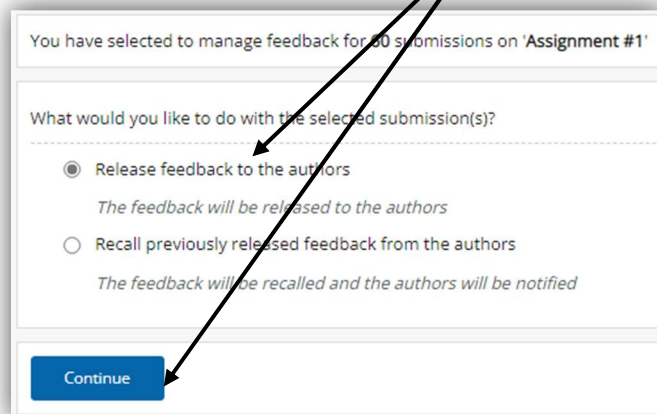 You have selected to manage feedback for 60 submissions on 'Assignment #1'
What would you like to do with the selected submission(s)?
Release feedback to the authors
The feedback will be released to the authors
Recall previously released feedback from the authors
The feedback will be recalled and the authors will be notified
Continue